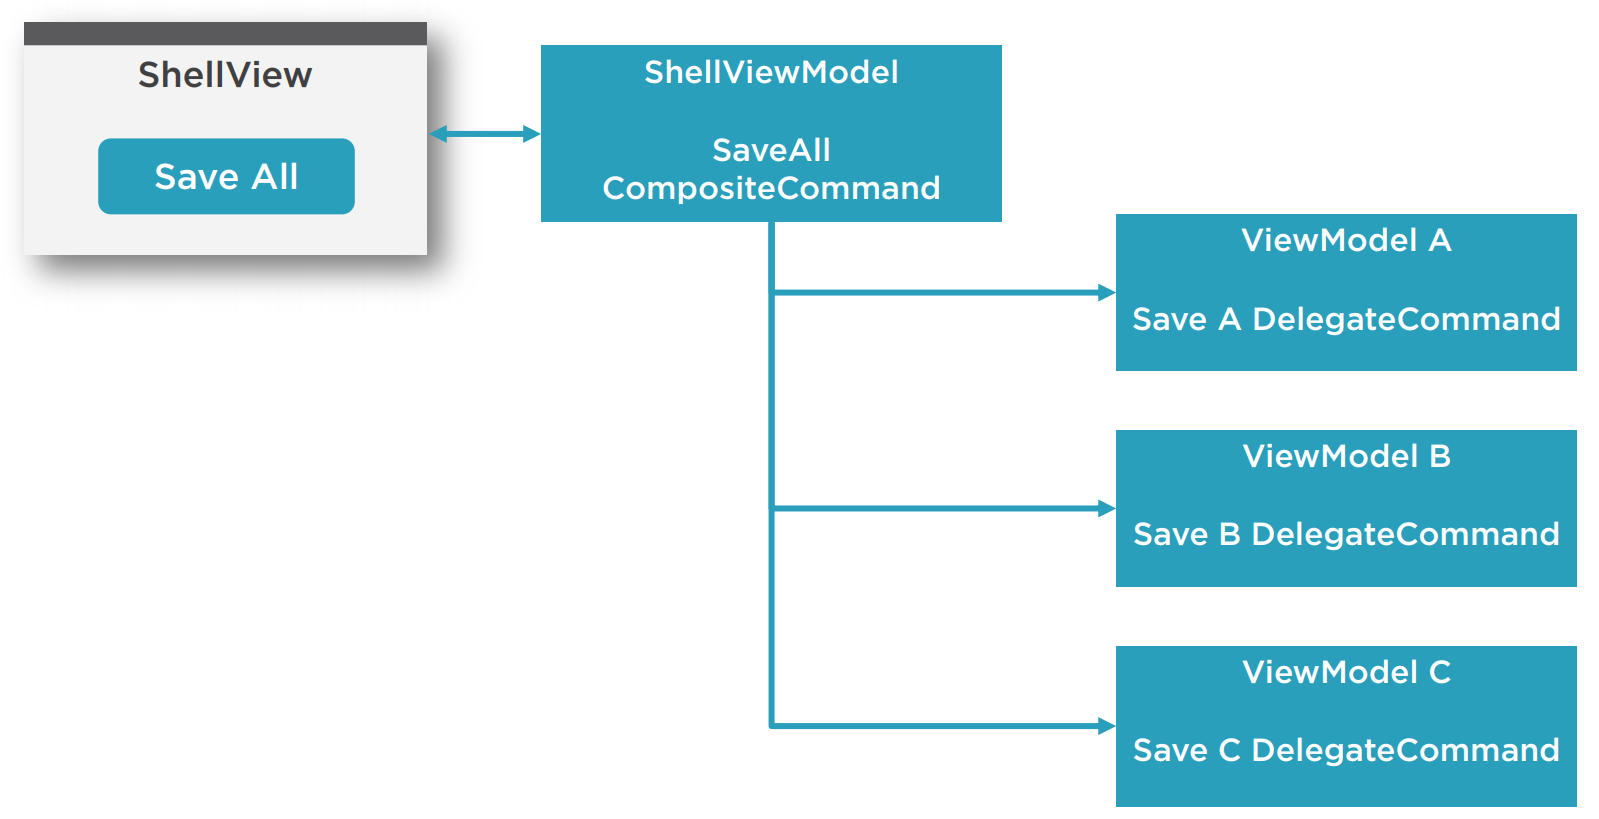 ShellView
Save All
ShellViewModel
SaveAll
CompositeCommand
ViewModel A
Save A DelegateCommand
ViewModel B
Save B DelegateCommand
ViewModel C
Save C DelegateCommand